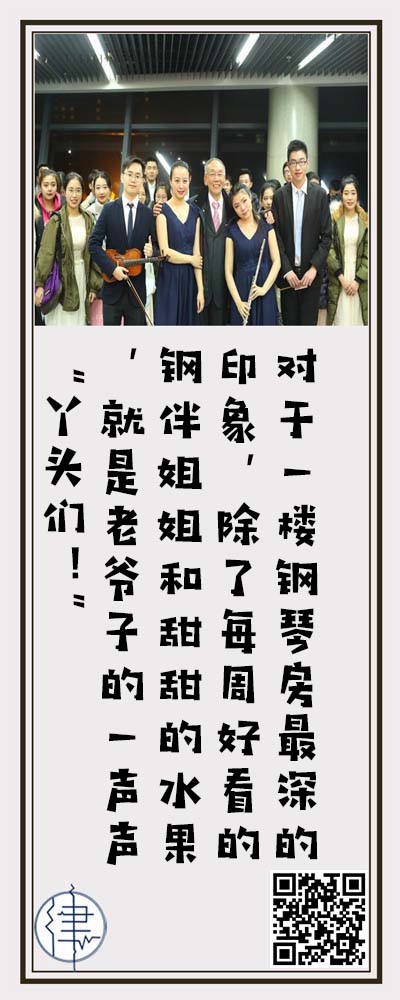 对于一楼钢琴房最深的
印象，除了每周好看的
钢伴姐姐和甜甜的水果
，就是老爷子的一声声
“丫头们！”
律